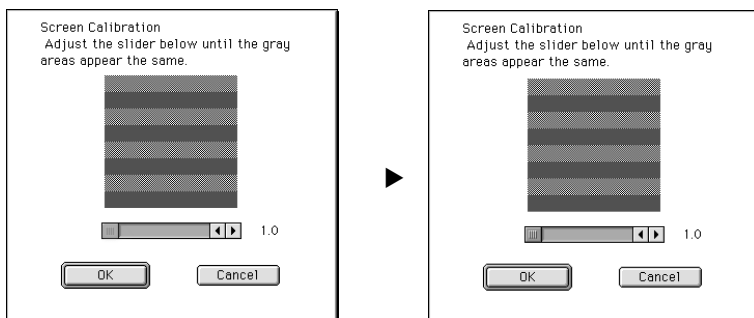 Screen Calibration
Adjust the slider below until the gray
areas appear the same.
1.0
OK Cancel
Screen Calibration
Adjust the slider below until the gray
areas appear the same.
1.0
OK Cancel